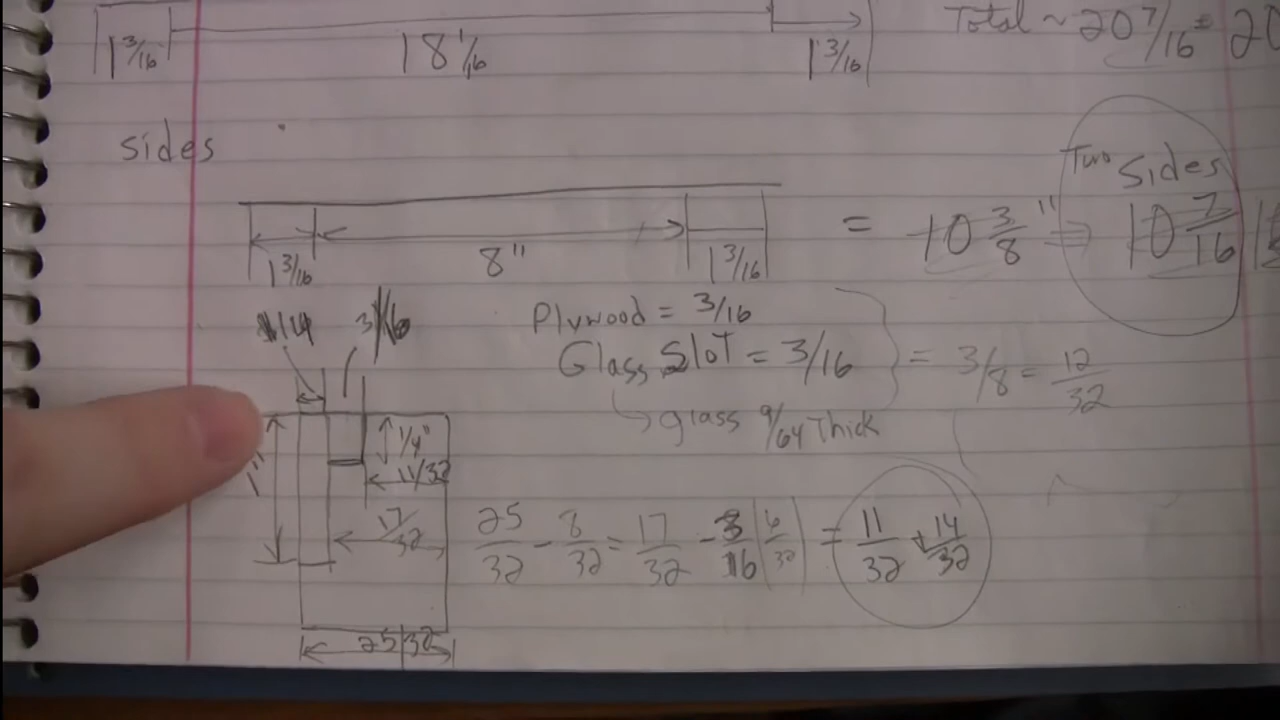 1 3/16 18 1/16 1 3/16
Total ~ 20 7/16 = 20
sides
Two Sides
1 3/16 8" 1 3/16 = 10 3/8" ⇒ 10 7/16
Plywood = 3/16
Glass Slot = 3/16 = 3/8 = 12/32
↳ glass 9/64 Thick
1/4"
11/32
1"
17/32
25/32 - 8/32 = 17/32 - 3/16 | 6/32 | = 11/32 + 14/32
25/32